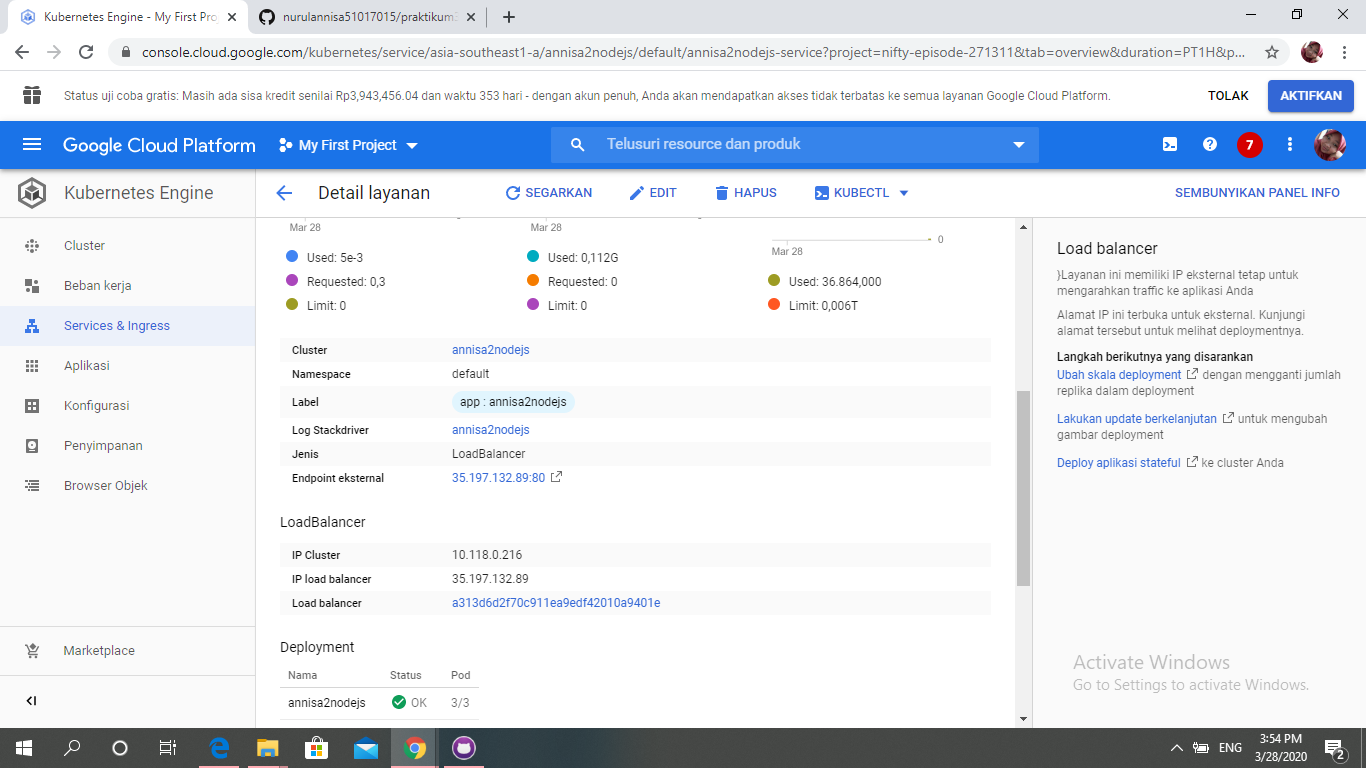 Kubernetes Engine - My First Pro
nurulannisa51017015/praktikum
console.cloud.google.com/kubernetes/service/asia-southeast1-a/annisa2nodejs/default/annisa2nodejs-service?project=nifty-episode-271311&tab=overview&duration=PT1H&p...
Status uji coba gratis: Masih ada sisa kredit senilai Rp3,943,456.04 dan waktu 353 hari - dengan akun penuh, Anda akan mendapatkan akses tidak terbatas ke semua layanan Google Cloud Platform.
TOLAK
AKTIFKAN
Google Cloud Platform
My First Project
Telusuri resource dan produk
7
Kubernetes Engine
Detail layanan
SEGARKAN
EDIT
HAPUS
KUBECTL
SEMBUNYIKAN PANEL INFO
Cluster
Beban kerja
Services & Ingress
Aplikasi
Konfigurasi
Penyimpanan
Browser Objek
Marketplace
Mar 28
Used: 5e-3
Requested: 0,3
Limit: 0
Mar 28
Used: 0,112G
Requested: 0
Limit: 0
0
Mar 28
Used: 36.864,000
Limit: 0,006T
Cluster annisa2nodejs
Namespace default
Label app : annisa2nodejs
Log Stackdriver annisa2nodejs
Jenis LoadBalancer
Endpoint eksternal 35.197.132.89:80
LoadBalancer
IP Cluster 10.118.0.216
IP load balancer 35.197.132.89
Load balancer a313d6d2f70c911ea9edf42010a9401e
Deployment
Nama Status Pod
annisa2nodejs OK 3/3
Load balancer
}Layanan ini memiliki IP eksternal tetap untuk
mengarahkan traffic ke aplikasi Anda
Alamat IP ini terbuka untuk eksternal. Kunjungi
alamat tersebut untuk melihat deploymentnya.
Langkah berikutnya yang disarankan
Ubah skala deployment dengan mengganti jumlah
replika dalam deployment
Lakukan update berkelanjutan untuk mengubah
gambar deployment
Deploy aplikasi stateful ke cluster Anda
Activate Windows
Go to Settings to activate Windows.
ENG
3:54 PM
3/28/2020
2